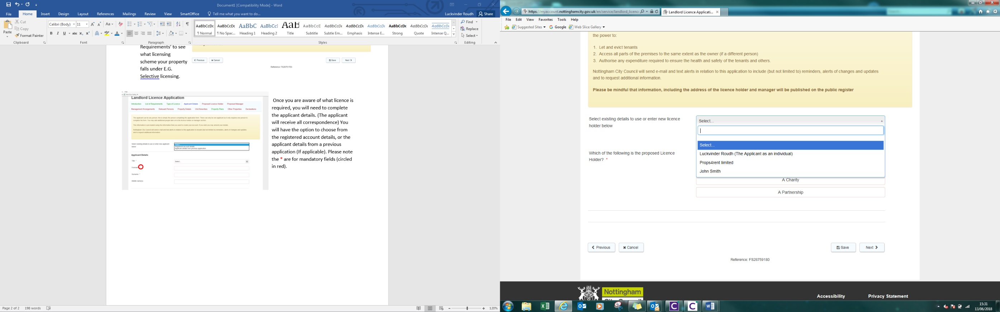 Document1 [Compatibility Mode] - Word
File Home Insert Design Layout References Mailings Review View SmartOffice Tell me what you want to do...
Luckvinder Roudh Share
Paste
Cut
Copy
Format Painter
Clipboard
Calibri (Body) 11
Font
Paragraph
AaBbCcDc AaBbCcDc AaBbC AaBbCcl AaB AaBbCcC AaBbCcDc AaBbCcDc AaBbCcDc AaBbCcDc AaBbCcDc AaBbCcDc
¶ Normal ¶ No Spac... Heading 1 Heading 2 Title Subtitle Subtle Em... Emphasis Intense E... Strong Quote Intense Q...
Styles
Find
Replace
Select
Editing
Requirements’ to see
what licensing
scheme your property
falls under E.G.
Selective licensing.
Previous Cancel Save Next
Reference: FS28751703
Landlord Licence Application
Introduction List of Requirements Type of Licence Applicant Details Proposed Licence Holder Proposed Manager
Management Arrangements Relevant Persons Property Details Unit Amenities Property Plans Other Properties Declarations
Select existing details to use or enter new applicant
below
Select...
Registered account details
Applicant details from previous application
Applicant Details
Title *
Select...
Surname *
Middle name(s)
Once you are aware of what licence is
required, you will need to complete
the applicant details. (The applicant
will receive all correspondence) You
will have the option to choose from
the registered account details, or the
applicant details from a previous
application (If applicable). Please note
the * are for mandatory fields (circled
in red).
Page 2 of 2 198 words
120%
https://myaccount.nottinghamcity.gov.uk/en/service/landlord_licenc
Landlord Licence Applicati...
File Edit View Favorites Tools Help
Suggested Sites Google Web Slice Gallery
the power to:
1. Let and evict tenants
2. Access all parts of the premises to the same extent as the owner (if a different person)
3. Authorise any expenditure required to ensure the health and safety of the tenants and others.
Nottingham City Council will send e-mail and text alerts in relation to this application to include (but not limited to) reminders, alerts of changes and updates
and to request additional information.
Please be mindful that information, including the address of the licence holder and manager will be published on the public register
Select existing details to use or enter new licence
holder below
Select...
Select...
Luckvinder Roudh (The Applicant as an individual)
Props4rent limited
John Smith
Which of the following is the proposed Licence
Holder? *
A Charity
A Partnership
Previous Cancel Save Next
Reference: FS28759180
Nottingham
Accessibility Privacy Statement
15:31
13/06/2018